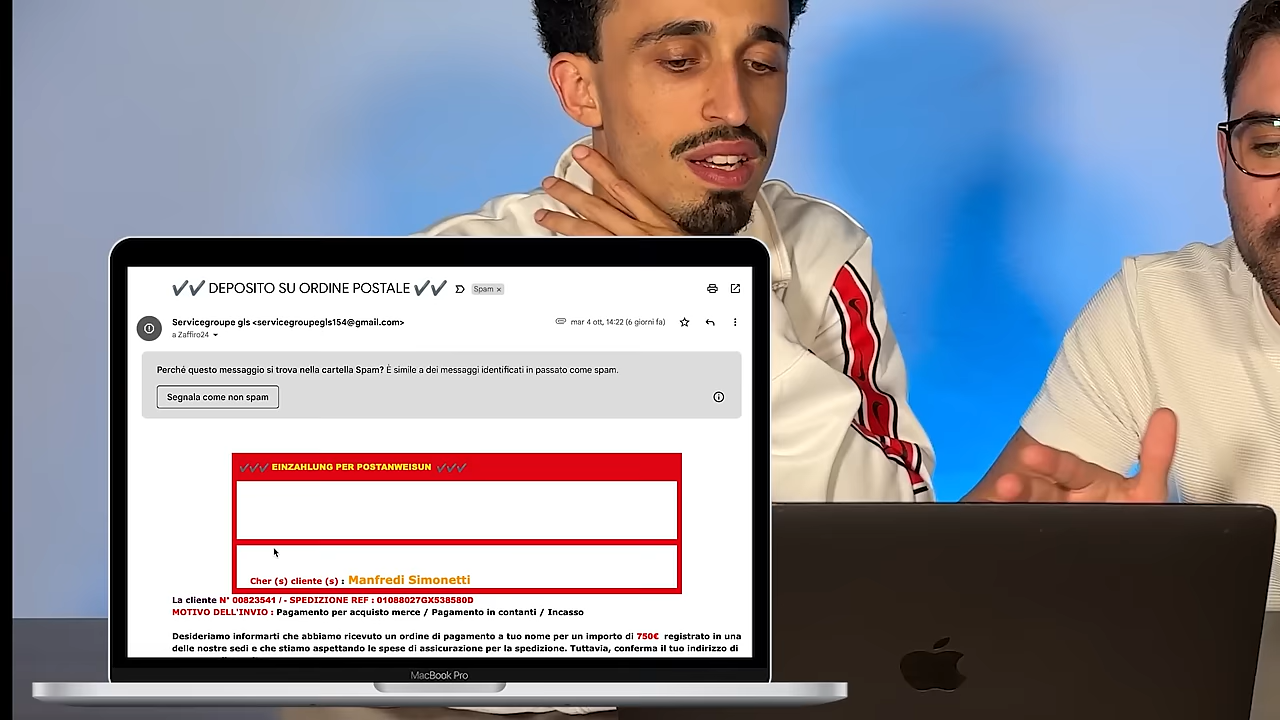 ✔✔ DEPOSITO SU ORDINE POSTALE ✔✔ Spam ×
Servicegroupe gls <servicegroupegls154@gmail.com> mar 4 ott, 14:22 (6 giorni fa)
a Zaffiro24
Perché questo messaggio si trova nella cartella Spam? È simile a dei messaggi identificati in passato come spam.
Segnala come non spam
✔✔✔ EINZAHLUNG PER POSTANWEISUN ✔✔✔
Cher (s) cliente (s) : Manfredi Simonetti
La cliente N° 00823541 / - SPEDIZIONE REF : 01088027GX538580D
MOTIVO DELL'INVIO : Pagamento per acquisto merce / Pagamento in contanti / Incasso
Desideriamo informarti che abbiamo ricevuto un ordine di pagamento a tuo nome per un importo di 750€ registrato in una
delle nostre sedi e che stiamo aspettando le spese di assicurazione per la spedizione. Tuttavia, conferma il tuo indirizzo di
MacBook Pro